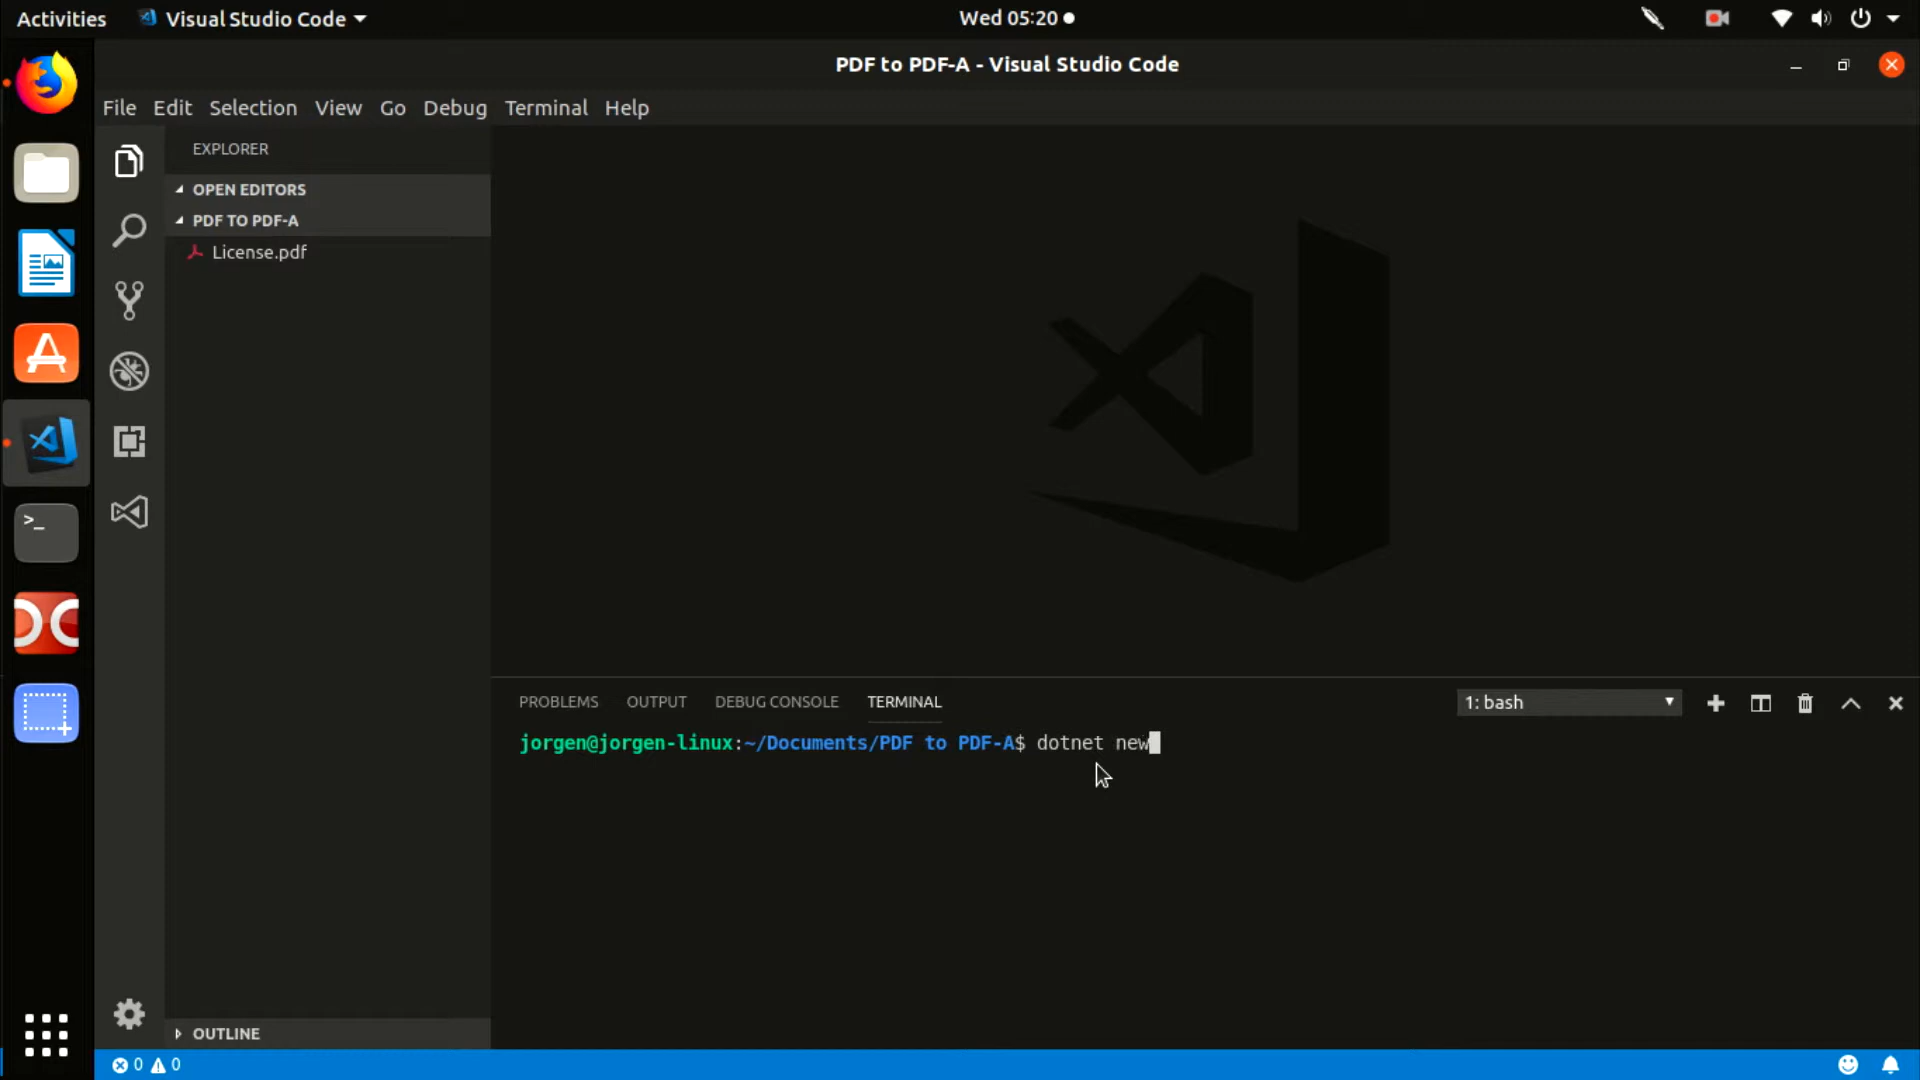 Activities Visual Studio Code Wed 05:20
PDF to PDF-A - Visual Studio Code
File Edit Selection View Go Debug Terminal Help
EXPLORER
OPEN EDITORS
PDF TO PDF-A
License.pdf
PROBLEMS OUTPUT DEBUG CONSOLE TERMINAL 1: bash
jorgen@jorgen-linux:~/Documents/PDF to PDF-A$ dotnet new
OUTLINE
0 0